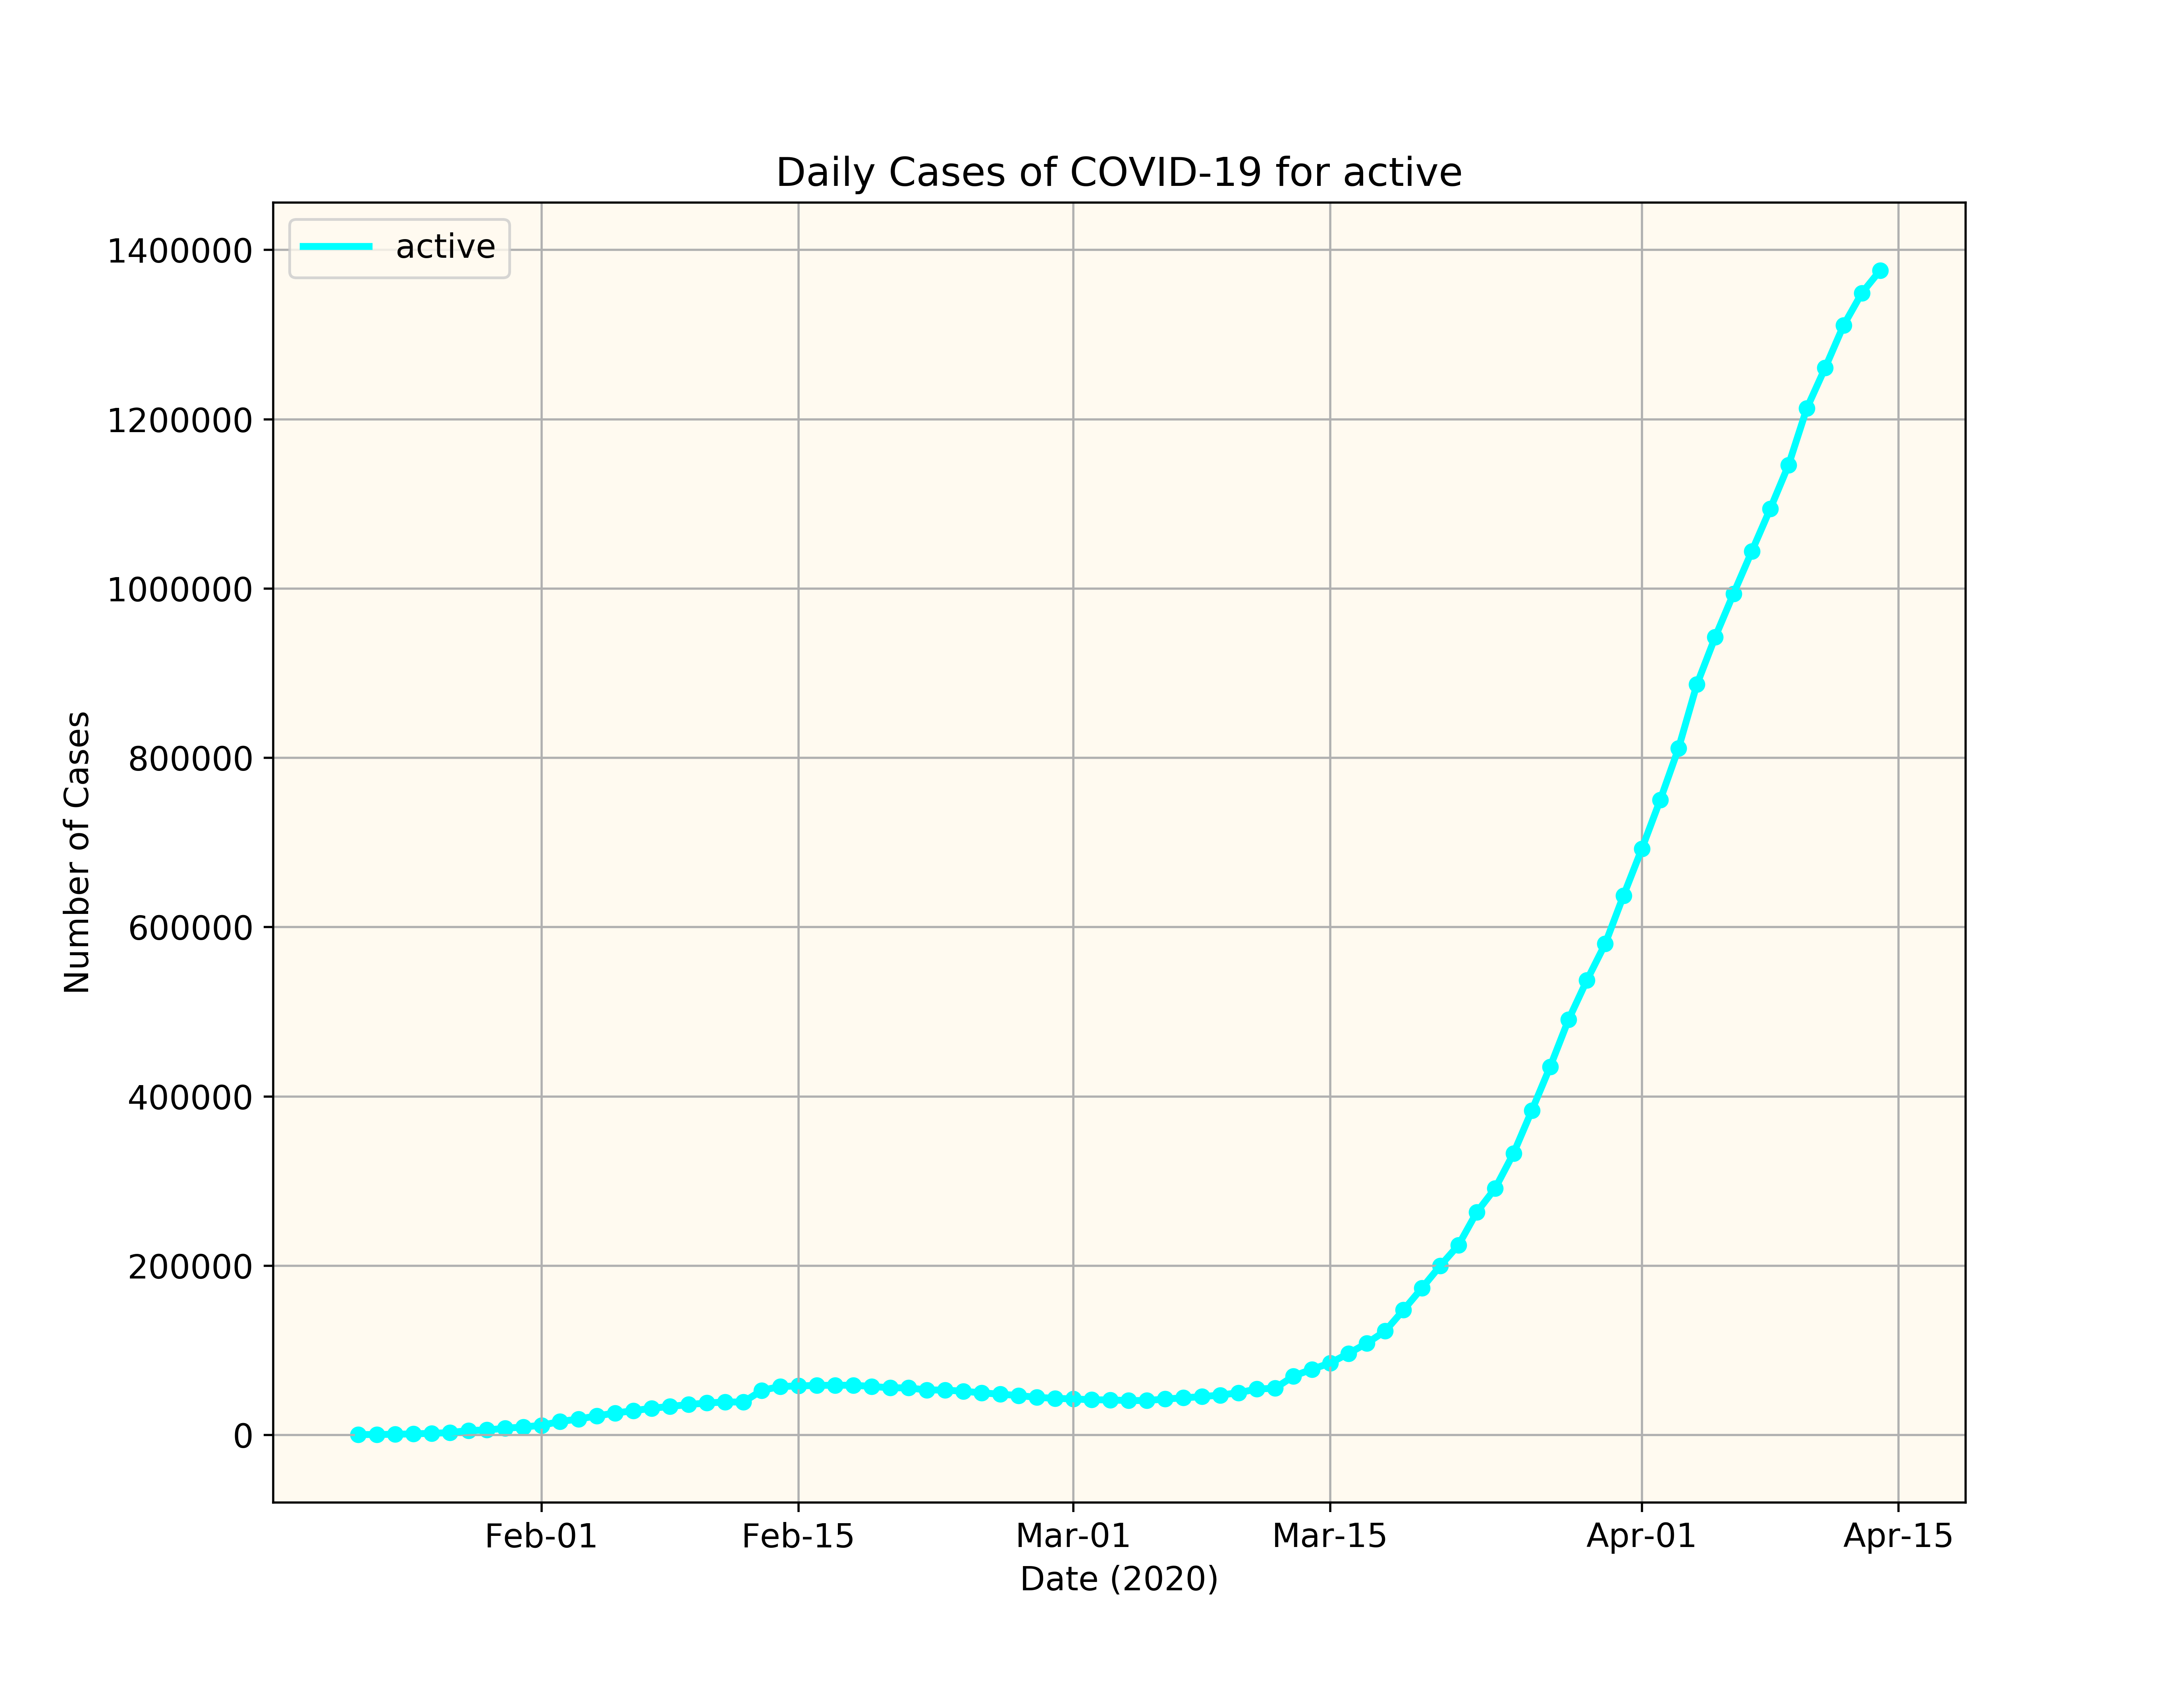 Daily Cases of COVID-19 for active
active
1400000
1200000
1000000
800000
600000
400000
200000
0
Number of Cases
Feb-01 Feb-15 Mar-01 Mar-15 Apr-01 Apr-15
Date (2020)